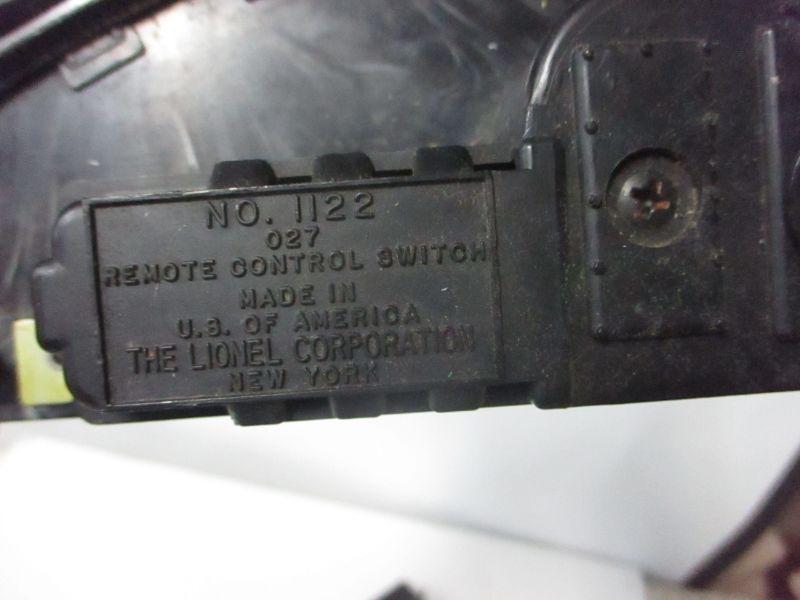 NO. 1122
027
REMOTE CONTROL SWITCH
MADE IN
U.S. OF AMERICA
THE LIONEL CORPORATION
NEW YORK